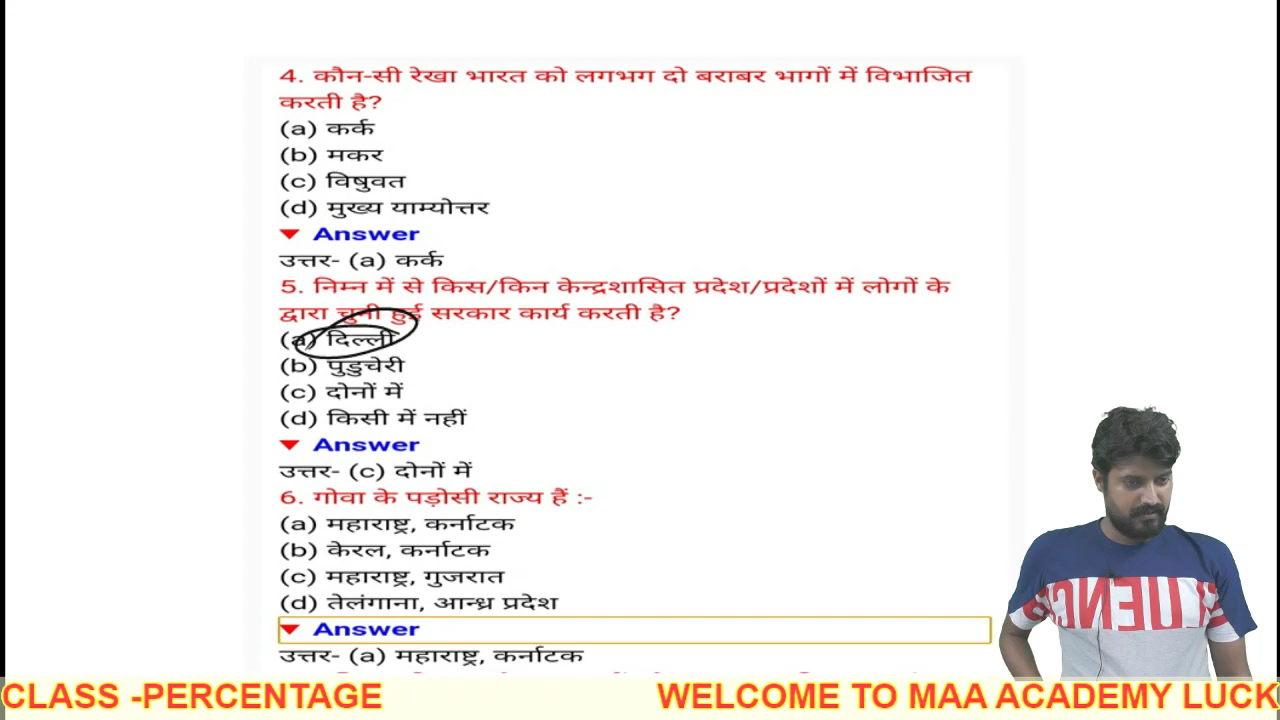 4. कौन-सी रेखा भारत को लगभग दो बराबर भागों में विभाजित
करती है?
(a) कर्क
(b) मकर
(c) विषुवत
(d) मुख्य याम्योत्तर
Answer
उत्तर- (a) कर्क
5. निम्न में से किस/किन केन्द्रशासित प्रदेश/प्रदेशों में लोगों के
द्वारा चुनी हुई सरकार कार्य करती है?
(a) दिल्ली
(b) पुडुचेरी
(c) दोनों में
(d) किसी में नहीं
Answer
उत्तर- (c) दोनों में
6. गोवा के पड़ोसी राज्य हैं :-
(a) महाराष्ट्र, कर्नाटक
(b) केरल, कर्नाटक
(c) महाराष्ट्र, गुजरात
(d) तेलंगाना, आन्ध्र प्रदेश
Answer
उत्तर- (a) महाराष्ट्र, कर्नाटक
CLASS -PERCENTAGE
WELCOME TO MAA ACADEMY LUCK